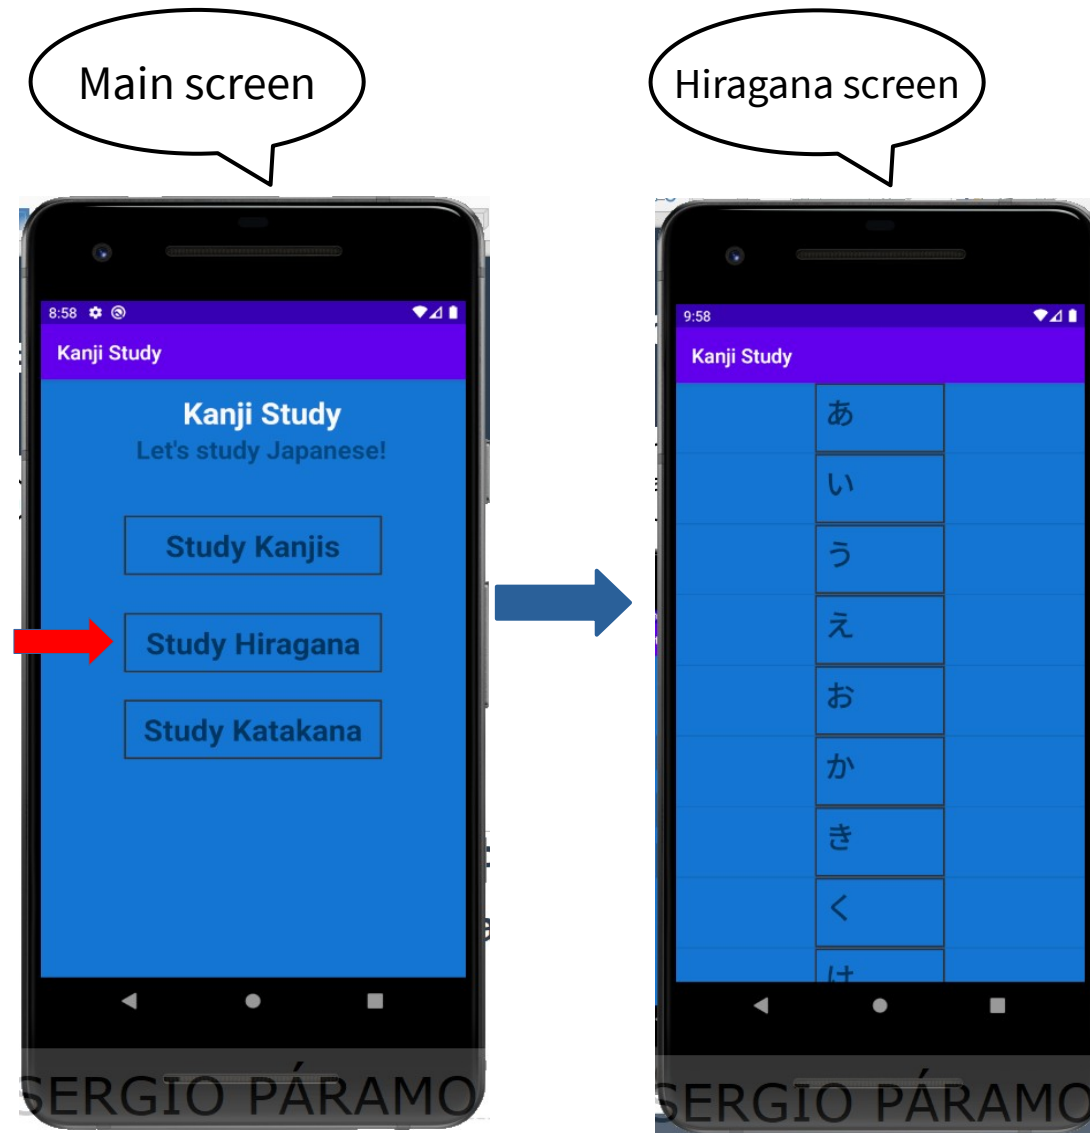 Main screen
8:58
Kanji Study
Kanji Study
Let's study Japanese!
Study Kanjis
Study Hiragana
Study Katakana
SERGIO PÁRAMO
Hiragana screen
9:58
Kanji Study
あ
い
う
え
お
か
き
く
け
SERGIO PÁRAMO